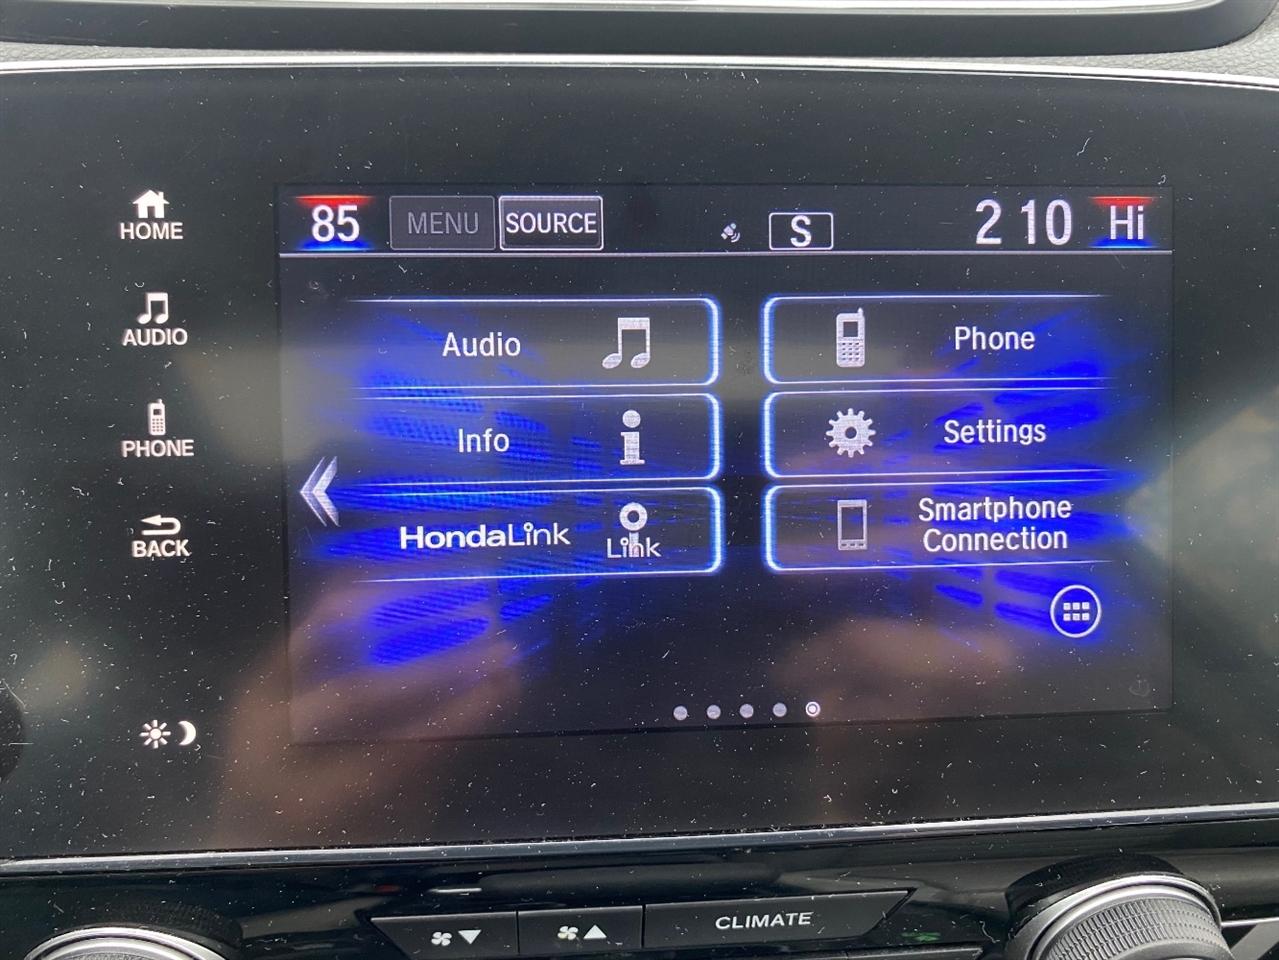 HOME
AUDIO
PHONE
BACK
85 MENU SOURCE S 2 10 Hi
Audio
Phone
Info
Settings
HondaLink
Link
Smartphone
Connection
CLIMATE